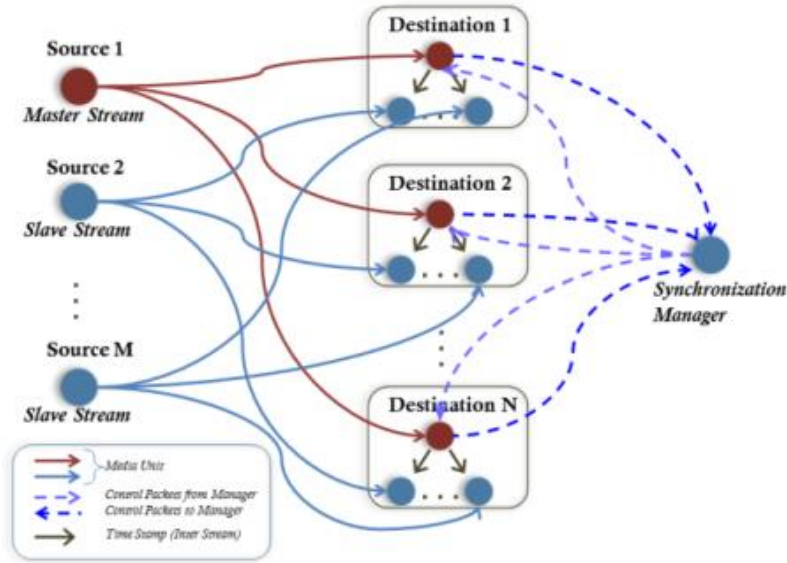 Source 1
Master Stream
Source 2
Slave Stream
Source M
Slave Stream
Destination 1
Destination 2
Destination N
Synchronization
Manager
Media Unit
Control Packets from Manager
Control Packets to Manager
Time Stamp (Inter Stream)